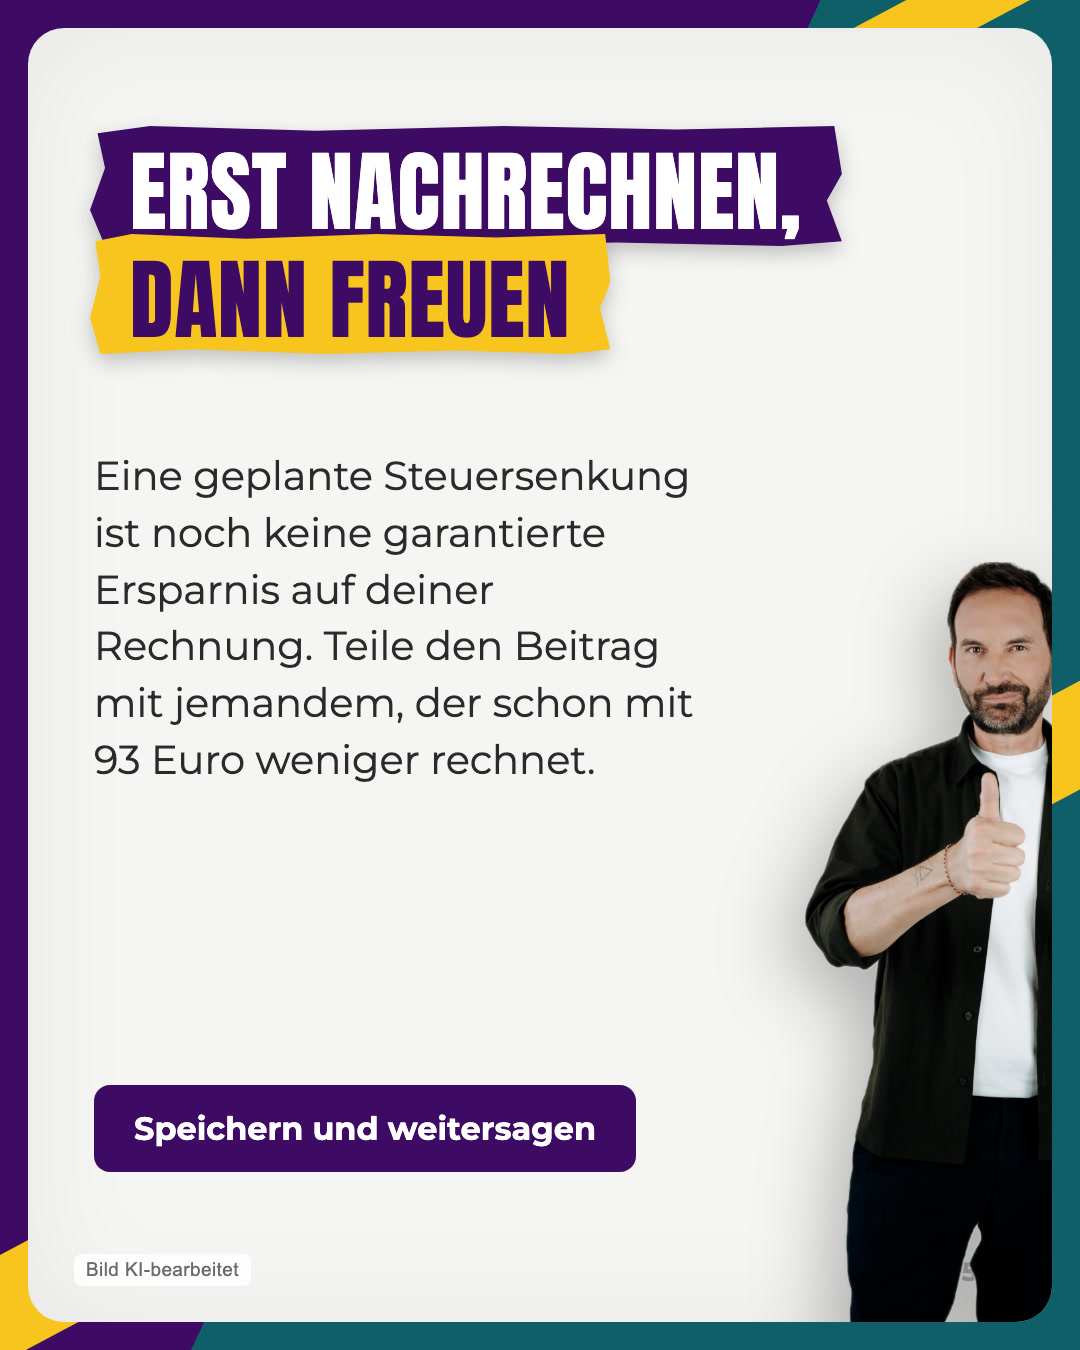 ERST NACHRECHNEN,
DANN FREUEN
Eine geplante Steuersenkung
ist noch keine garantierte
Ersparnis auf deiner
Rechnung. Teile den Beitrag
mit jemandem, der schon mit
93 Euro weniger rechnet.
Speichern und weitersagen
Bild KI-bearbeitet